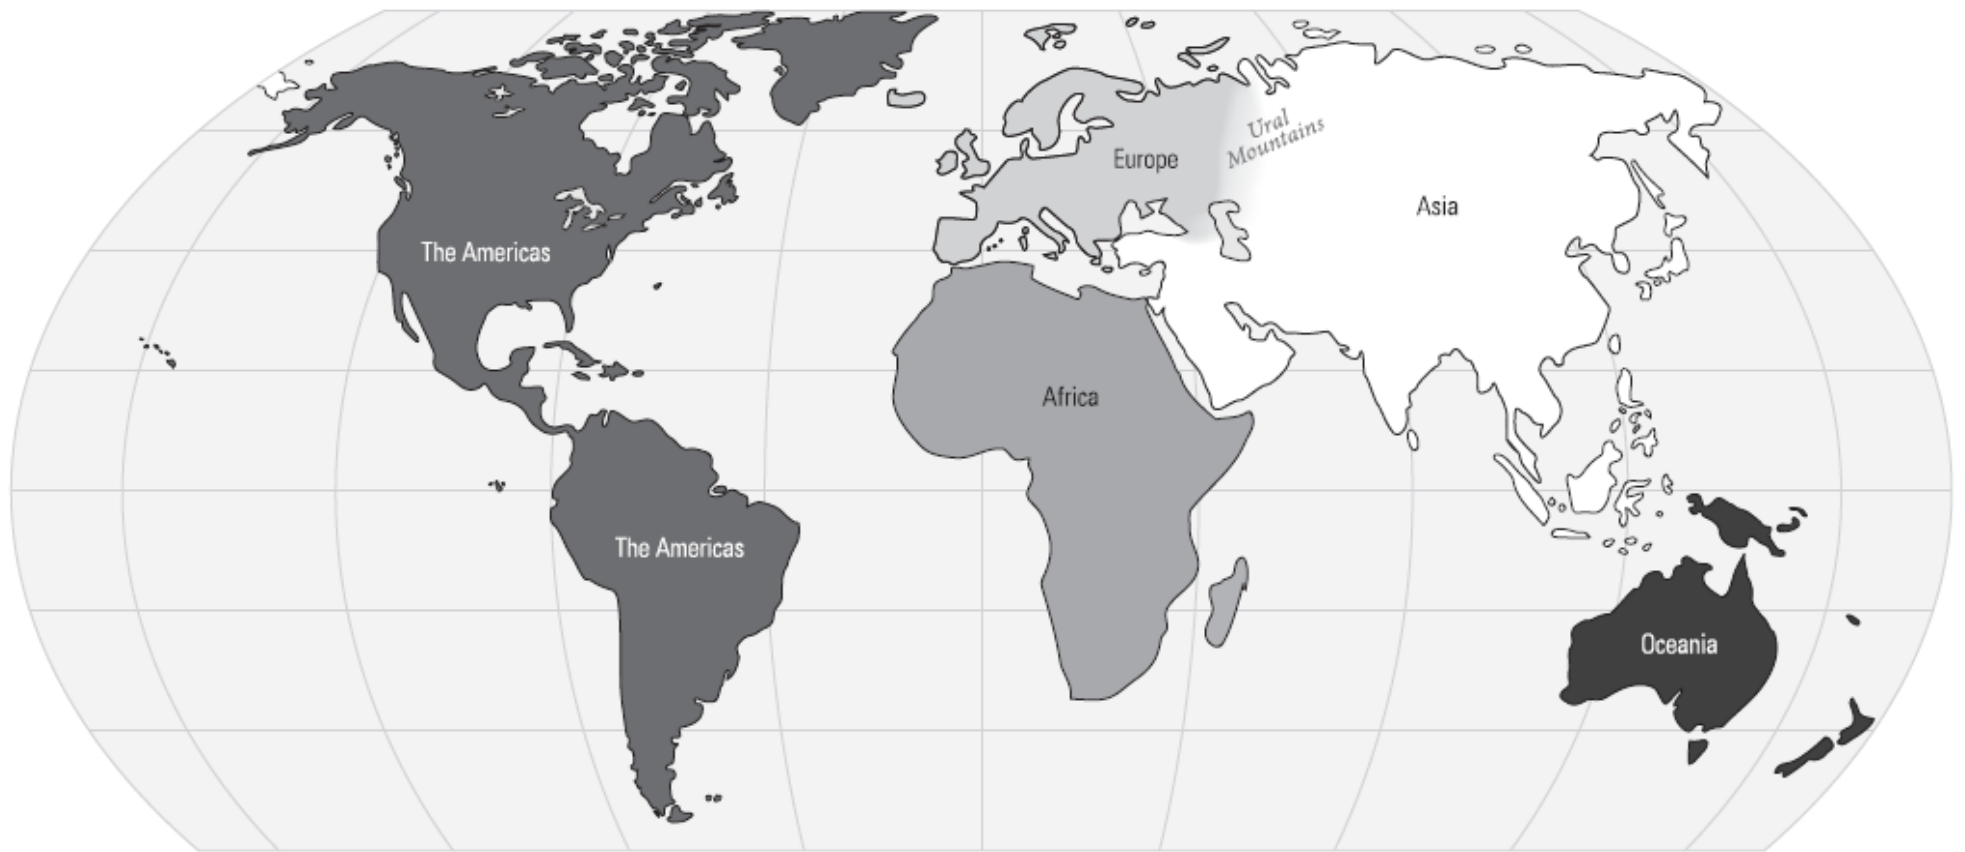 Ural
Mountains
Europe
Asia
The Americas
Africa
The Americas
Oceania